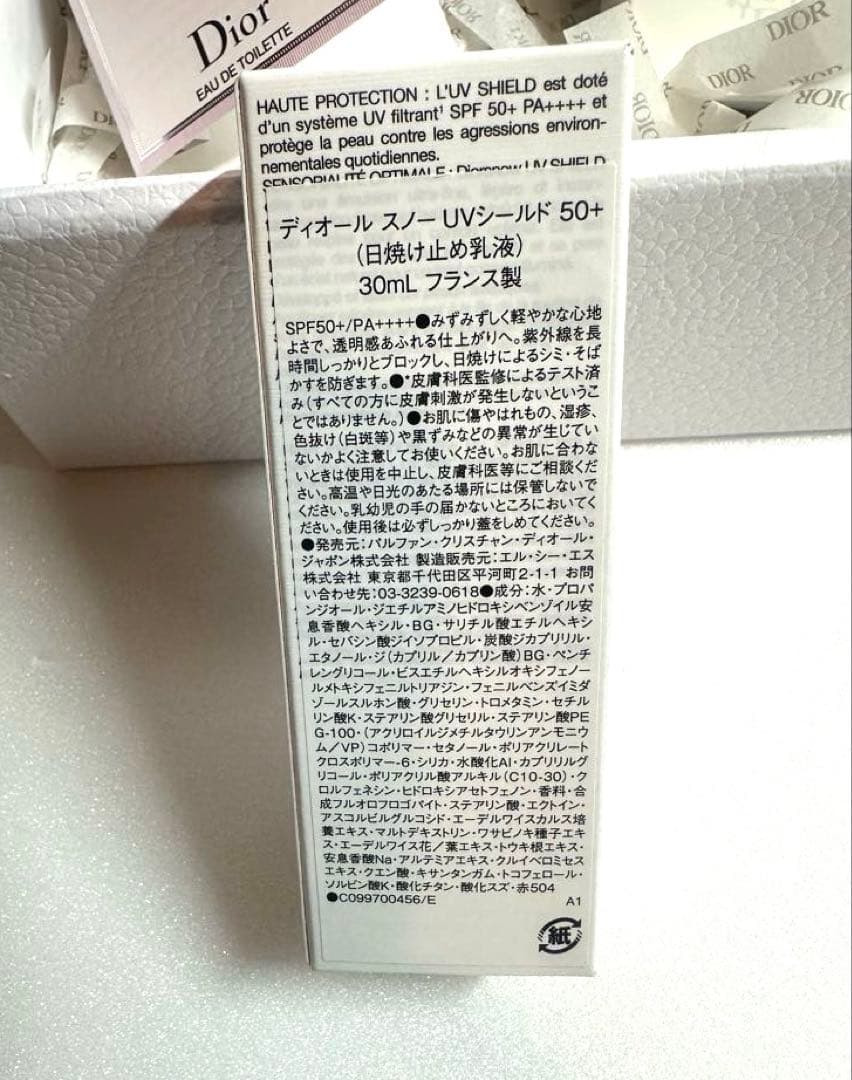 Dior
EAU DE TOILETTE
DIOR
DIOR
DIOR
HAUTE PROTECTION : L'UV SHIELD est doté
d'un système UV filtrant¹ SPF 50+ PA++++ et
protège la peau contre les agressions environ-
nementales quotidiennes.
SENSORIALITÉ OPTIMALE : Diorsnow UV SHIELD
ディオール スノー UVシールド 50+
(日焼け止め乳液)
30mL フランス製
SPF50+/PA++++●みずみずしく軽やかな心地
よさで、透明感あふれる仕上がりへ。紫外線を長
時間しっかりとブロックし、日焼けによるシミ・そば
かすを防ぎます。●*皮膚科医監修によるテスト済
み(すべての方に皮膚刺激が発生しないというこ
とではありません。)●お肌に傷やはれもの、湿疹、
色抜け(白斑等)や黒ずみなどの異常が生じてい
ないかよく注意してお使いください。お肌に合わな
いときは使用を中止し、皮膚科医等にご相談くだ
さい。高温や日光のあたる場所には保管しないで
ください。乳幼児の手の届かないところにおいてく
ださい。使用後は必ずしっかり蓋をしめてください。
●発売元:パルファン・クリスチャン・ディオール・
ジャポン株式会社 製造販売元:エル・シー・エス
株式会社 東京都千代田区平河町2-1-1 お問
い合わせ先:03-3239-0618●成分:水・プロパ
ンジオール・ジエチルアミノヒドロキシベンゾイル安
息香酸ヘキシル・BG・サリチル酸エチルヘキシ
ル・セバシン酸ジイソプロピル・炭酸ジカプリリル・
エタノール・ジ(カプリル/カプリン酸)BG・ペンチ
レングリコール・ビスエチルヘキシルオキシフェノー
ルメトキシフェニルトリアジン・フェニルベンズイミダ
ゾールスルホン酸・グリセリン・トロメタミン・セチル
リン酸K・ステアリン酸グリセリル・ステアリン酸PE
G-100・(アクリロイルジメチルタウリンアンモニウ
ム/VP)コポリマー・セタノール・ポリアクリレート
クロスポリマー-6・シリカ・水酸化Al・カプリリルグ
リコール・ポリアクリル酸アルキル(C10-30)・ク
ロルフェネシン・ヒドロキシアセトフェノン・香料・合
成フルオロフロゴパイト・ステアリン酸・エクトイン・
アスコルビルグルコシド・エーデルワイスカルス培
養エキス・マルトデキストリン・ワサビノキ種子エキ
ス・エーデルワイス花/葉エキス・トウキ根エキス・
安息香酸Na・アルテミアエキス・クルイベロミセス
エキス・クエン酸・キサンタンガム・トコフェロール・
ソルビン酸K・酸化チタン・酸化スズ・赤504
●C099700456/E A1
紙